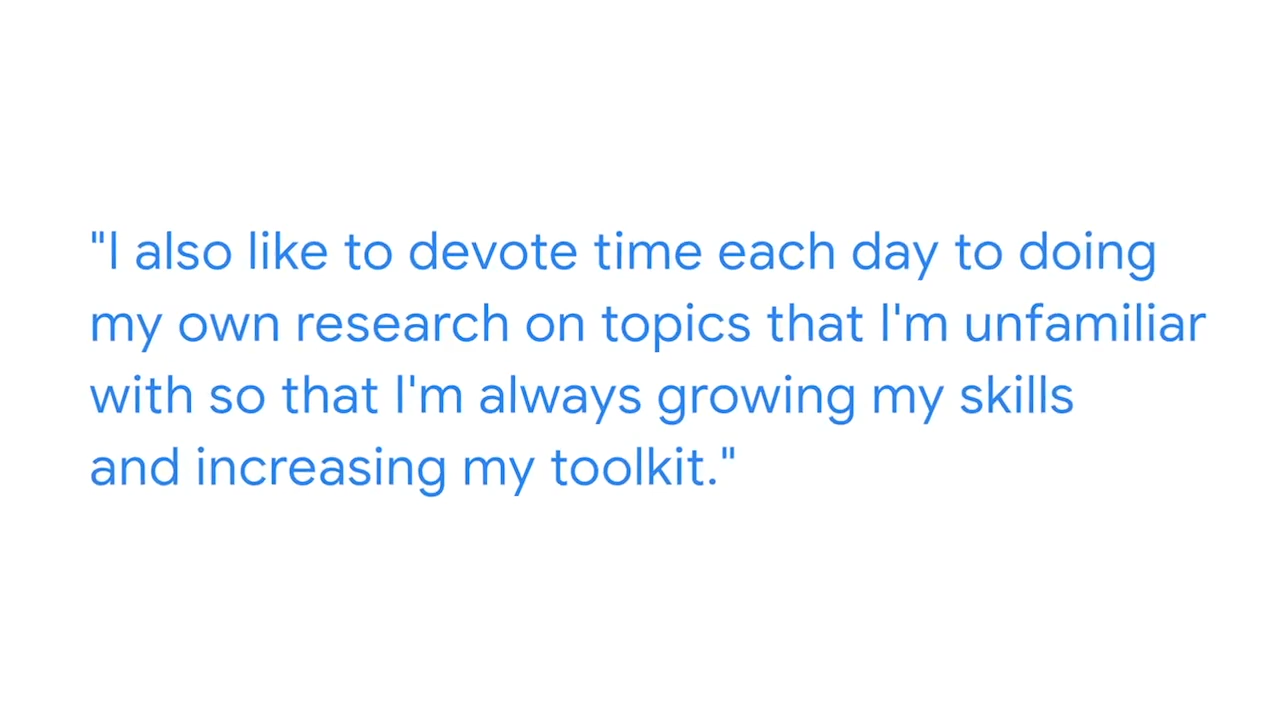 "I also like to devote time each day to doing
my own research on topics that I'm unfamiliar
with so that I'm always growing my skills
and increasing my toolkit."